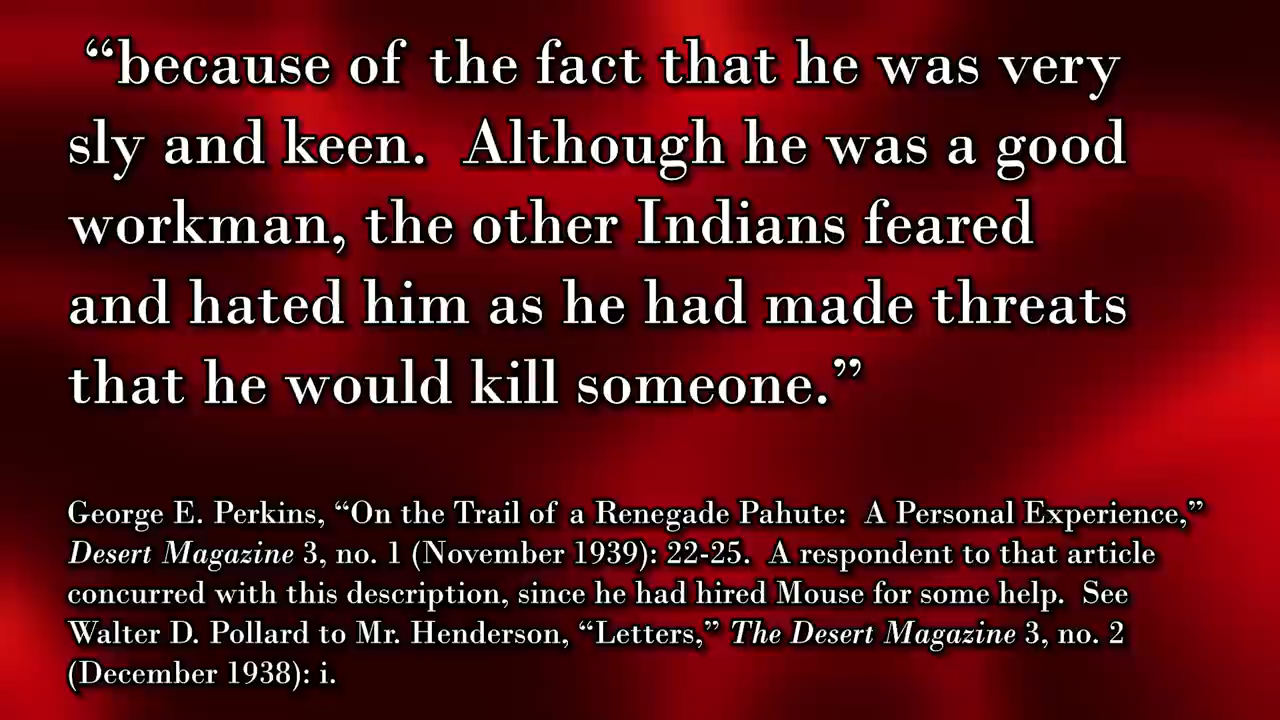 “because of the fact that he was very
sly and keen.  Although he was a good
workman, the other Indians feared
and hated him as he had made threats
that he would kill someone.”
George E. Perkins, “On the Trail of a Renegade Pahute:  A Personal Experience,”
Desert Magazine 3, no. 1 (November 1939): 22-25.  A respondent to that article
concurred with this description, since he had hired Mouse for some help.  See
Walter D. Pollard to Mr. Henderson, “Letters,” The Desert Magazine 3, no. 2
(December 1938): i.